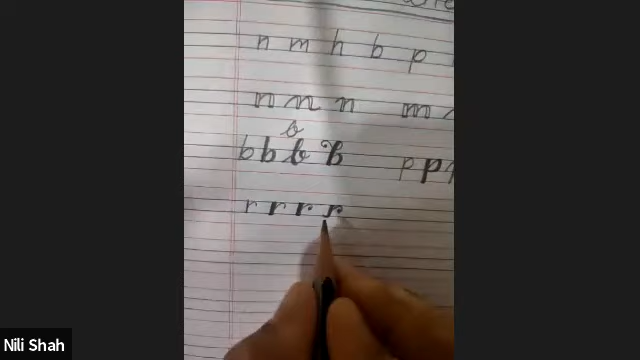 n m h b p
n n n m
b
b b b b p p
r r r r
Nili Shah